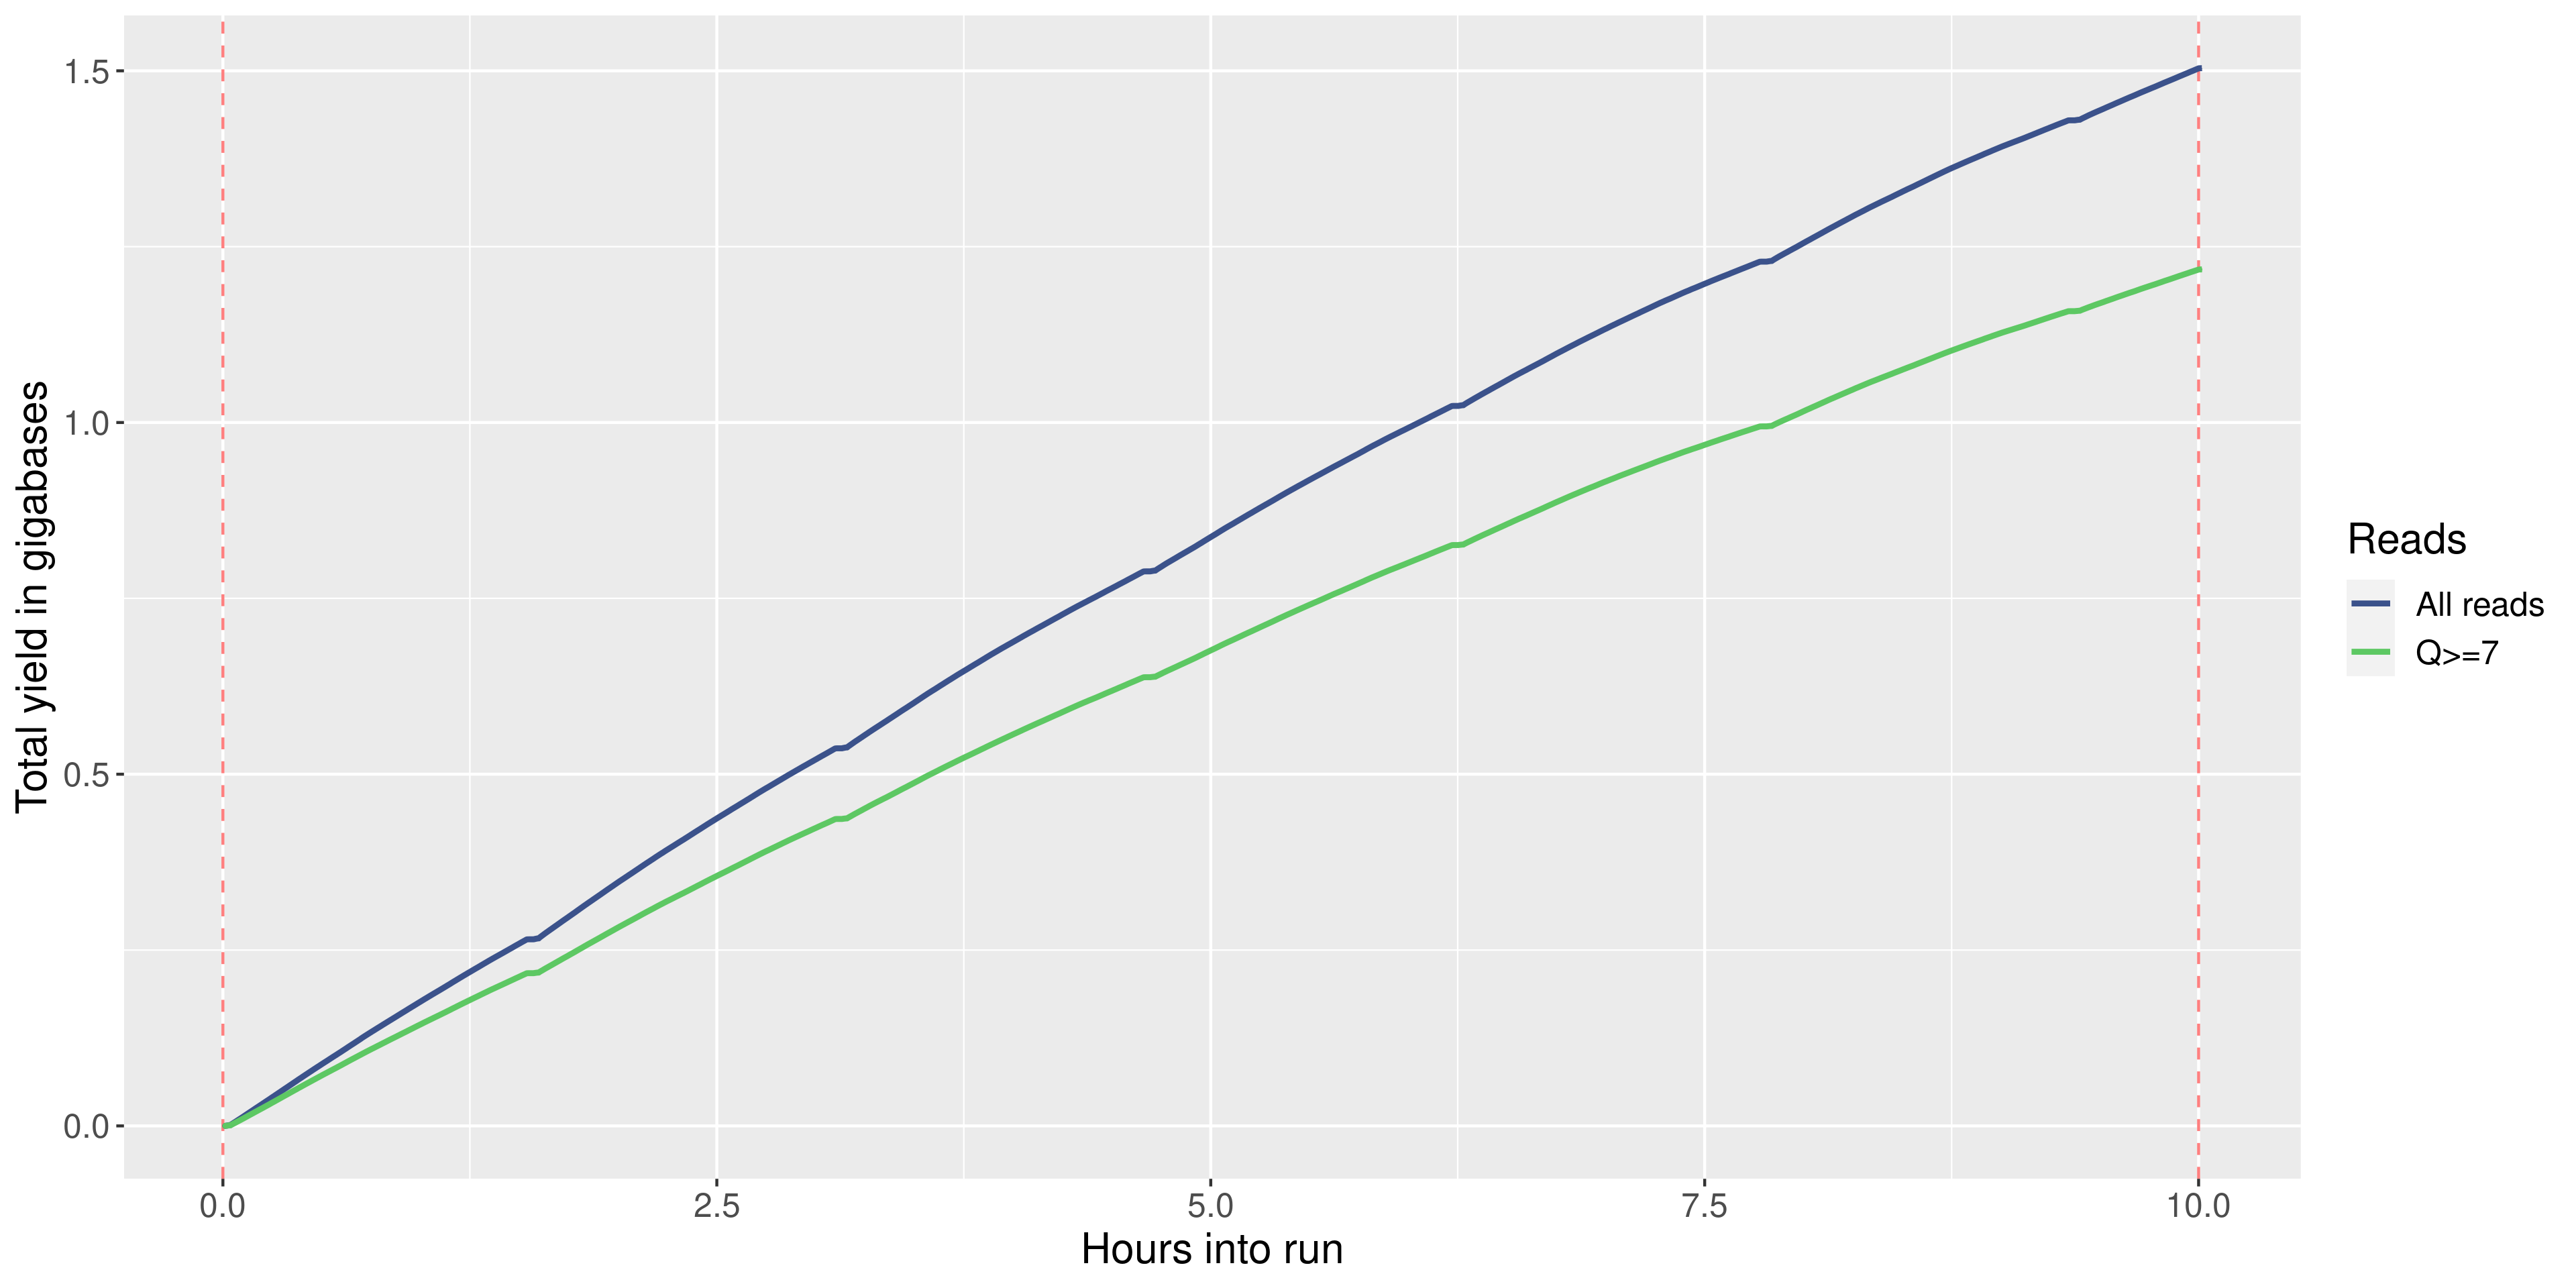 Total yield in gigabases
1.5
1.0
0.5
0.0
0.0 2.5 5.0 7.5 10.0
Hours into run
Reads
All reads
Q>=7